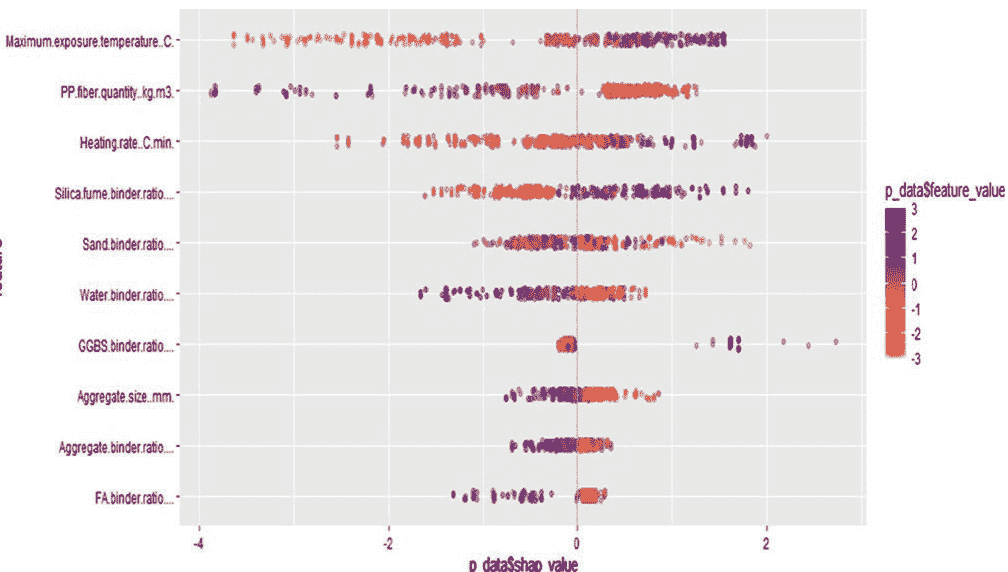 Maximum.exposure.temperature..C.
PP.fiber.quantity..kg.m3.
Heating.rate..C.min.
Silica.fume.binder.ratio....
Sand.binder.ratio....
Water.binder.ratio....
GGBS.binder.ratio....
Aggregate.size..mm.
Aggregate.binder.ratio....
FA.binder.ratio....
-4
-2
0
2
p_data$shap_value
p_data$feature_value
3
2
1
0
-1
-2
-3